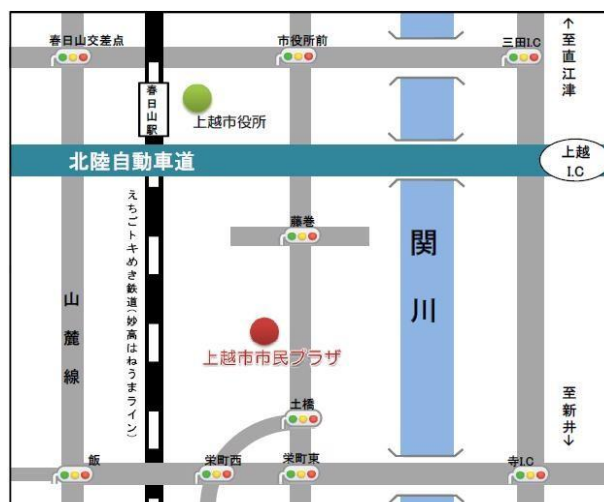 春日山交差点
市役所前
三田I.C
↑至直江津
春日山駅
上越市役所
北陸自動車道
上越
I.C
えちごトキめき鉄道(妙高はねうまライン)
藤巻
関川
山麓線
上越市市民プラザ
土橋
至新井↓
飯
栄町西
栄町東
寺I.C